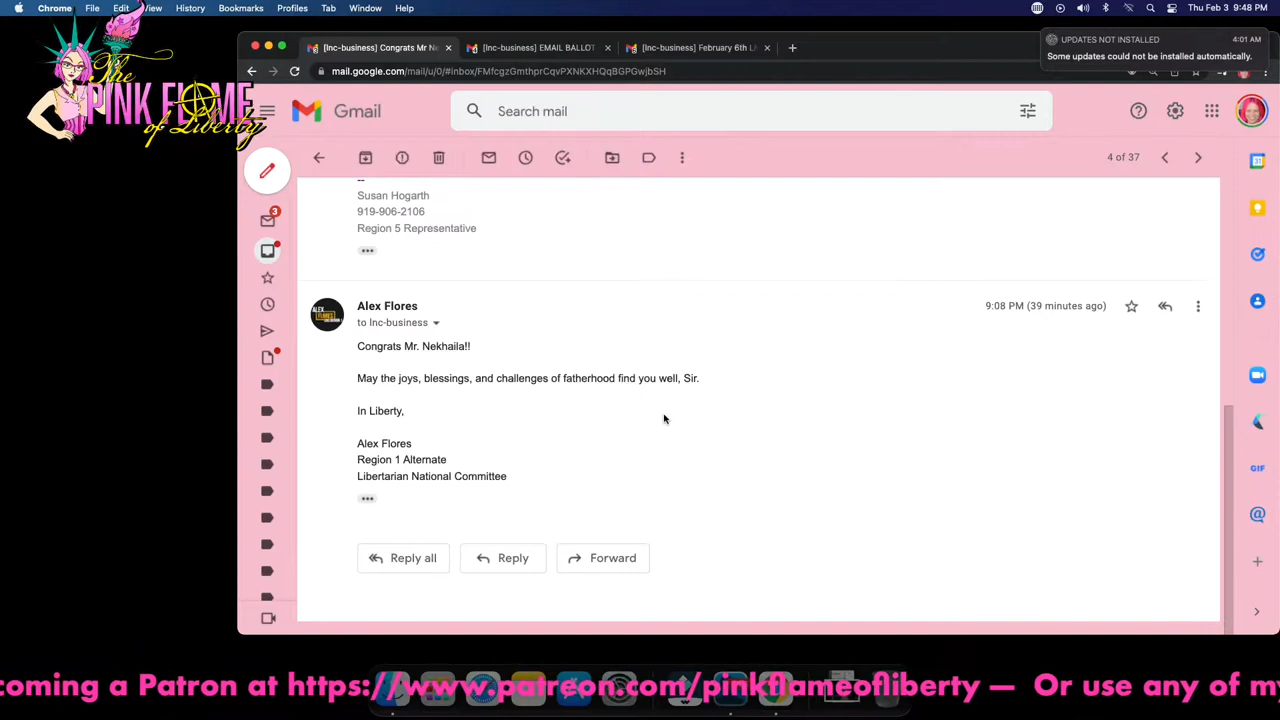 Chrome File Edit View History Bookmarks Profiles Tab Window Help Thu Feb 3 9:48 PM
The PINK FLAME of Liberty
[lnc-business] Congrats Mr Ne [lnc-business] EMAIL BALLOT [lnc-business] February 6th L
UPDATES NOT INSTALLED 4:01 AM
Some updates could not be installed automatically.
mail.google.com/mail/u/0/#inbox/FMfcgzGmthprCqvPXNKXHQqBGPGwjbSH
Gmail Search mail
4 of 37
3
--
Susan Hogarth
919-906-2106
Region 5 Representative
Alex Flores 9:08 PM (39 minutes ago)
to lnc-business
Congrats Mr. Nekhaila!!
May the joys, blessings, and challenges of fatherhood find you well, Sir.
In Liberty,
Alex Flores
Region 1 Alternate
Libertarian National Committee
Reply all Reply Forward
GIF
coming a Patron at https://www.patreon.com/pinkflameofliberty — Or use any of my